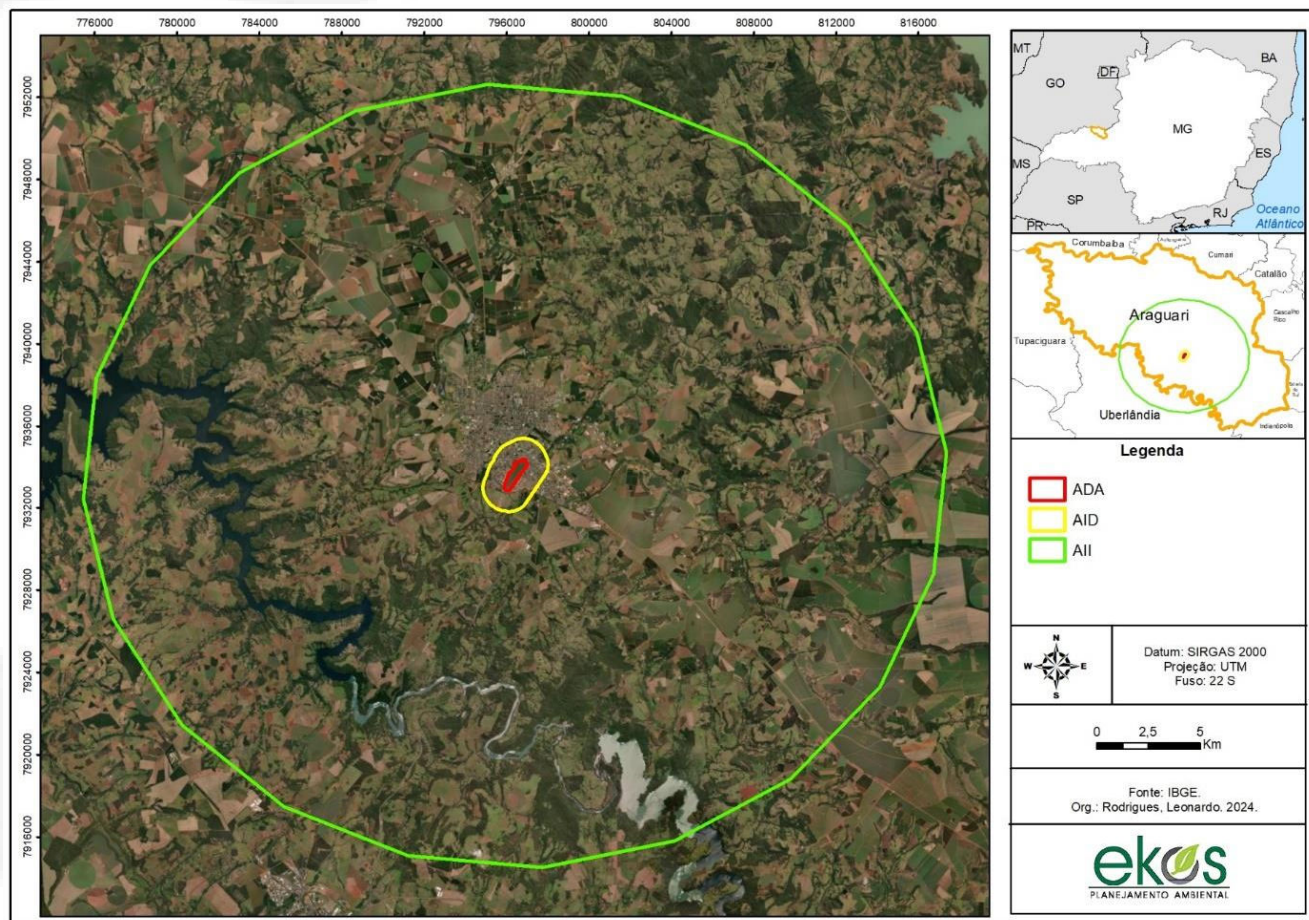 776000 780000 784000 788000 792000 796000 800000 804000 808000 812000 816000
7952000
7948000
7944000
7940000
7936000
7932000
7928000
7924000
7920000
7916000
MT
GO
DF
BA
MG
MS
ES
SP
RJ
PR
Oceano
Atlântico
Corumbaíba
Cumari
Catalão
Araguari
Cascalho
Rico
Tupaciguara
Uberlândia
Indianópolis
Legenda
ADA
AID
AII
N
W E
S
Datum: SIRGAS 2000
Projeção: UTM
Fuso: 22 S
0 2,5 5
Km
Fonte: IBGE.
Org.: Rodrigues, Leonardo. 2024.
ekos
PLANEJAMENTO AMBIENTAL